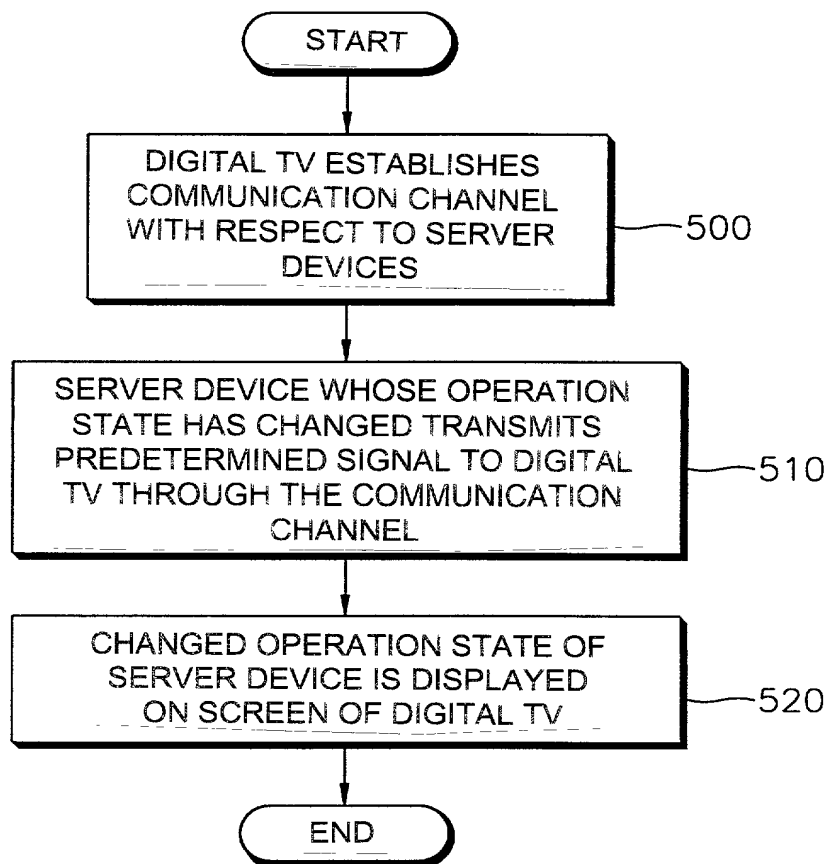 START
DIGITAL TV ESTABLISHES
COMMUNICATION CHANNEL
WITH RESPECT TO SERVER
DEVICES
500
SERVER DEVICE WHOSE OPERATION
STATE HAS CHANGED TRANSMITS
PREDETERMINED SIGNAL TO DIGITAL
TV THROUGH THE COMMUNICATION
CHANNEL
510
CHANGED OPERATION STATE OF
SERVER DEVICE IS DISPLAYED
ON SCREEN OF DIGITAL TV
520
END